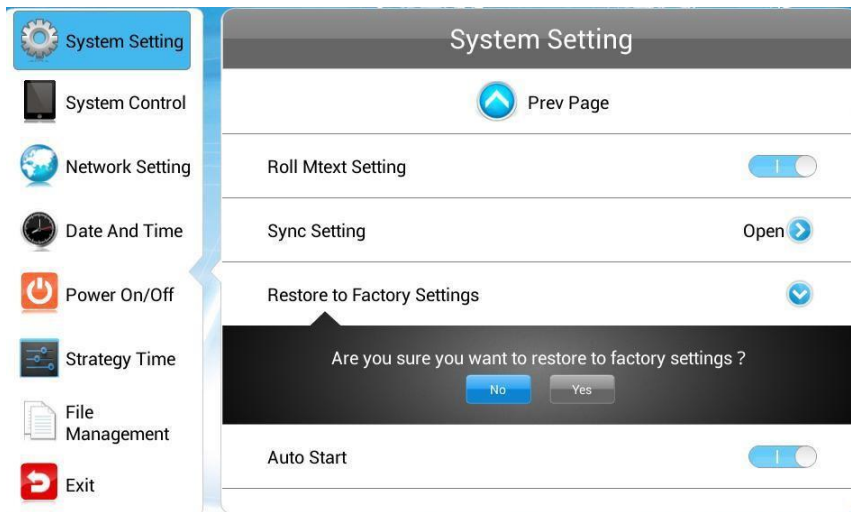 System Setting
System Control
Network Setting
Date And Time
Power On/Off
Strategy Time
File
Management
Exit
System Setting
Prev Page
Roll Mtext Setting
Sync Setting
Open
Restore to Factory Settings
Are you sure you want to restore to factory settings ?
No
Yes
Auto Start